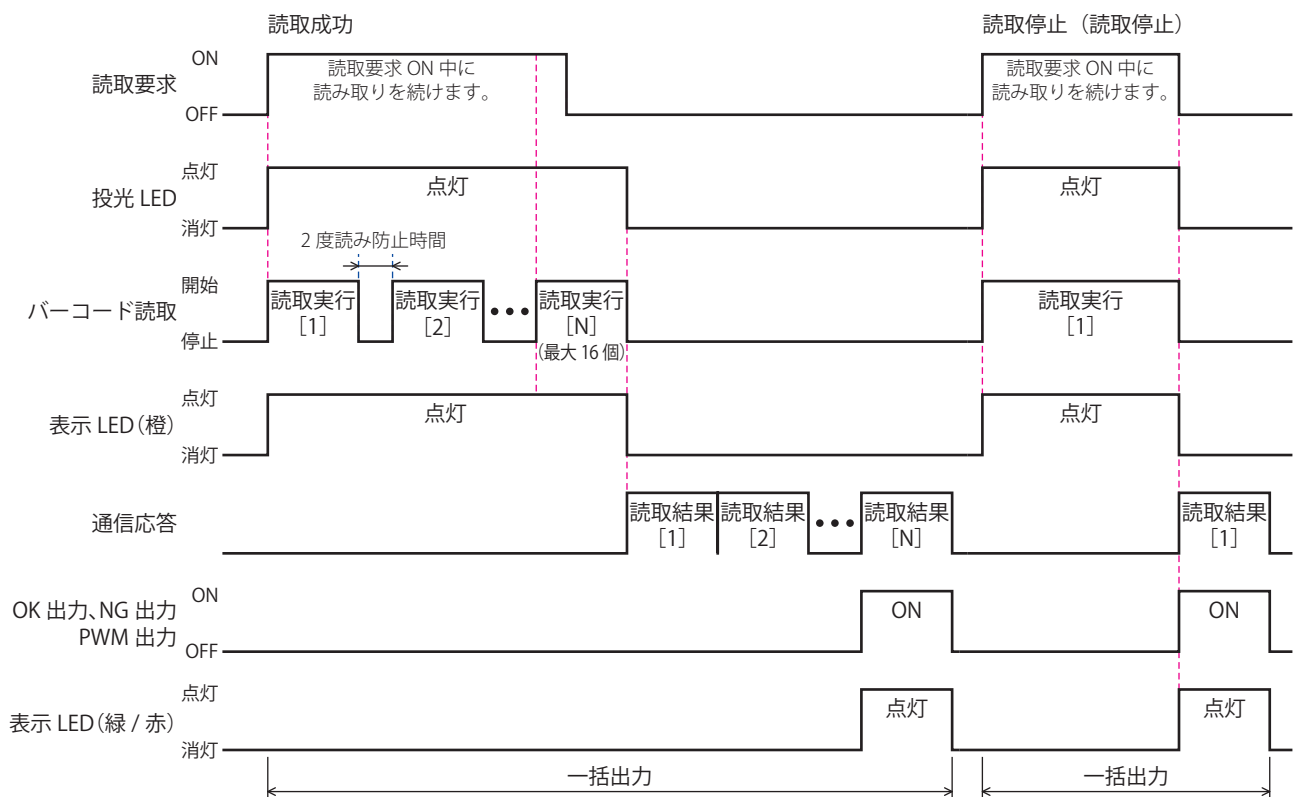 読取成功
読取停止（読取停止）
読取要求
ON
OFF
読取要求 ON 中に
読み取りを続けます。
読取要求 ON 中に
読み取りを続けます。
投光 LED
点灯
消灯
点灯
点灯
2 度読み防止時間
バーコード読取
開始
停止
読取実行
［1］
読取実行
［2］
•••
読取実行
［N］
（最大 16 個）
読取実行
［1］
表示 LED（橙）
点灯
消灯
点灯
点灯
通信応答
読取結果
［1］
読取結果
［2］
•••
読取結果
［N］
読取結果
［1］
OK 出力、NG 出力
PWM 出力
ON
OFF
ON
ON
表示 LED（緑 / 赤）
点灯
消灯
点灯
点灯
一括出力
一括出力